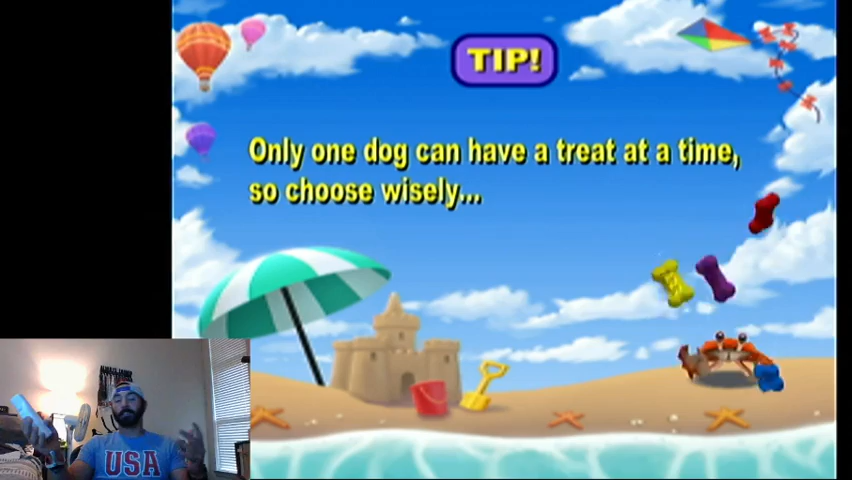 TIP!
Only one dog can have a treat at a time,
so choose wisely...
USA